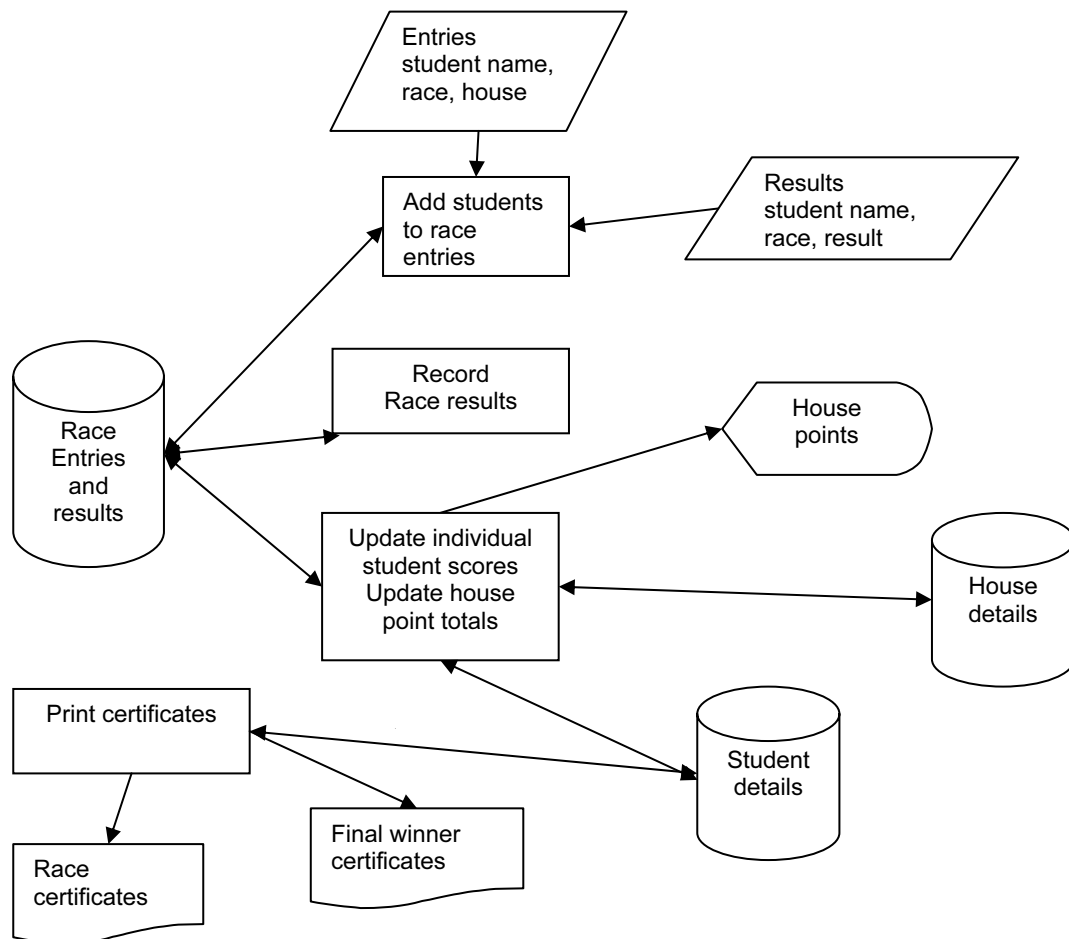 Entries
student name,
race, house
Results
student name,
race, result
Add students
to race
entries
Record
Race results
House
points
Race
Entries
and
results
Update individual
student scores
Update house
point totals
House
details
Print certificates
Student
details
Final winner
certificates
Race
certificates